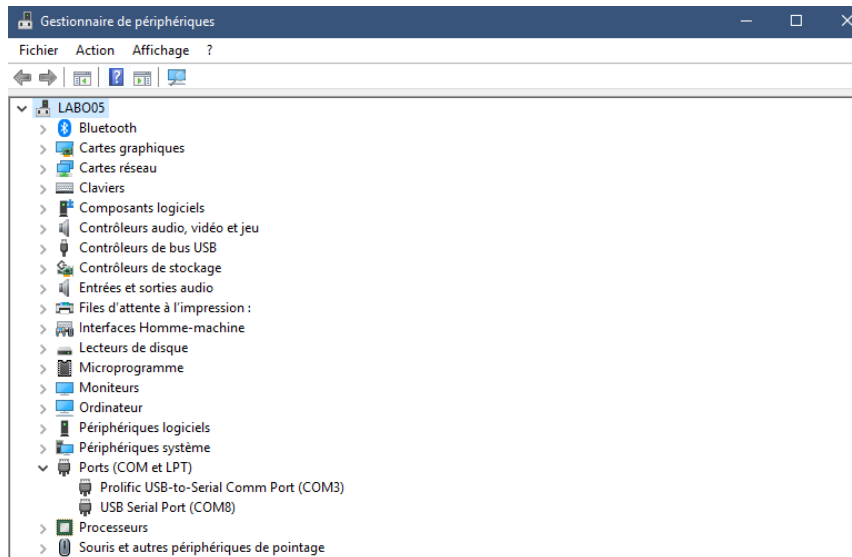 Gestionnaire de périphériques
Fichier Action Affichage ?
LABO05
Bluetooth
Cartes graphiques
Cartes réseau
Claviers
Composants logiciels
Contrôleurs audio, vidéo et jeu
Contrôleurs de bus USB
Contrôleurs de stockage
Entrées et sorties audio
Files d'attente à l'impression :
Interfaces Homme-machine
Lecteurs de disque
Microprogramme
Moniteurs
Ordinateur
Périphériques logiciels
Périphériques système
Ports (COM et LPT)
Prolific USB-to-Serial Comm Port (COM3)
USB Serial Port (COM8)
Processeurs
Souris et autres périphériques de pointage